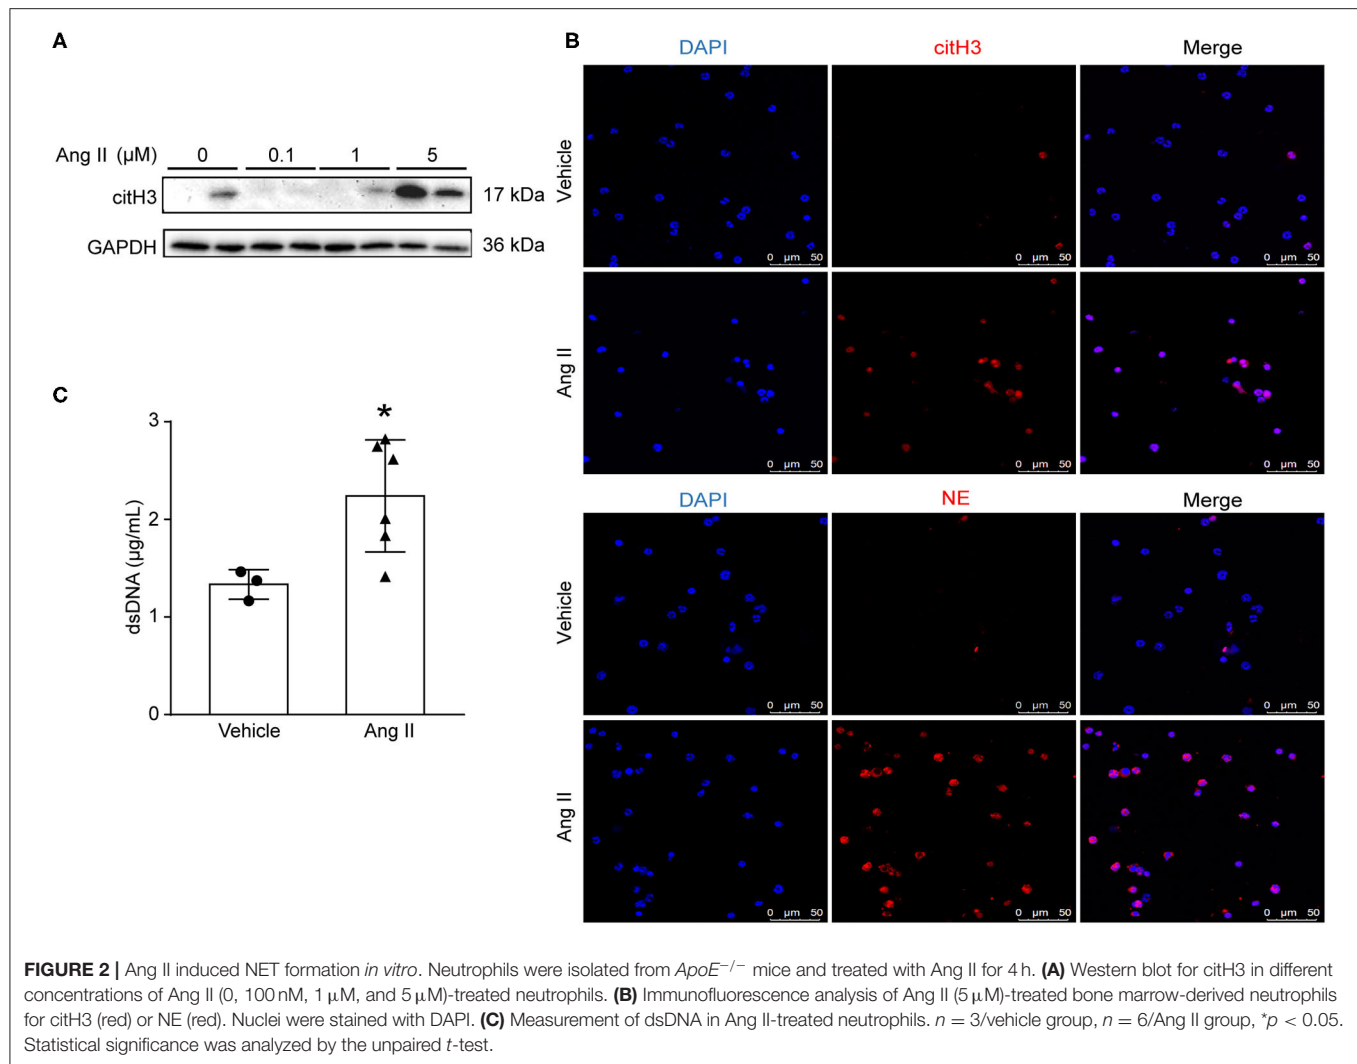 A
Ang II (μM) 0 0.1 1 5
citH3 17 kDa
GAPDH 36 kDa
B
DAPI citH3 Merge
Vehicle
0 μm 50
0 μm 50
0 μm 50
Ang II
0 μm 50
0 μm 50
0 μm 50
DAPI NE Merge
Vehicle
0 μm 50
0 μm 50
0 μm 50
Ang II
0 μm 50
0 μm 50
0 μm 50
C
dsDNA (μg/mL)
3
2
1
0
*
Vehicle Ang II
FIGURE 2 | Ang II induced NET formation in vitro. Neutrophils were isolated from ApoE−/− mice and treated with Ang II for 4 h. (A) Western blot for citH3 in different
concentrations of Ang II (0, 100 nM, 1 μM, and 5 μM)-treated neutrophils. (B) Immunofluorescence analysis of Ang II (5 μM)-treated bone marrow-derived neutrophils
for citH3 (red) or NE (red). Nuclei were stained with DAPI. (C) Measurement of dsDNA in Ang II-treated neutrophils. n = 3/vehicle group, n = 6/Ang II group, *p < 0.05.
Statistical significance was analyzed by the unpaired t-test.